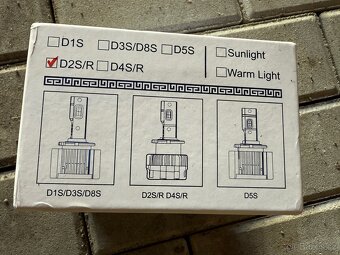 D1S D3S/D8S D5S Sunlight
D2S/R D4S/R Warm Light
D1S/D3S/D8S D2S/R D4S/R D5S